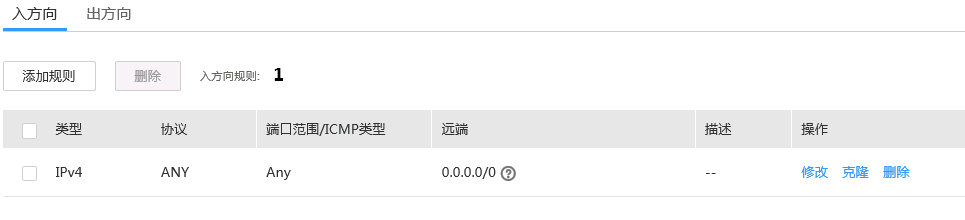 入方向 出方向
添加规则 删除 入方向规则: 1
类型 协议 端口范围/ICMP类型 远端 描述 操作
IPv4 ANY Any 0.0.0.0/0 ? -- 修改 克隆 删除